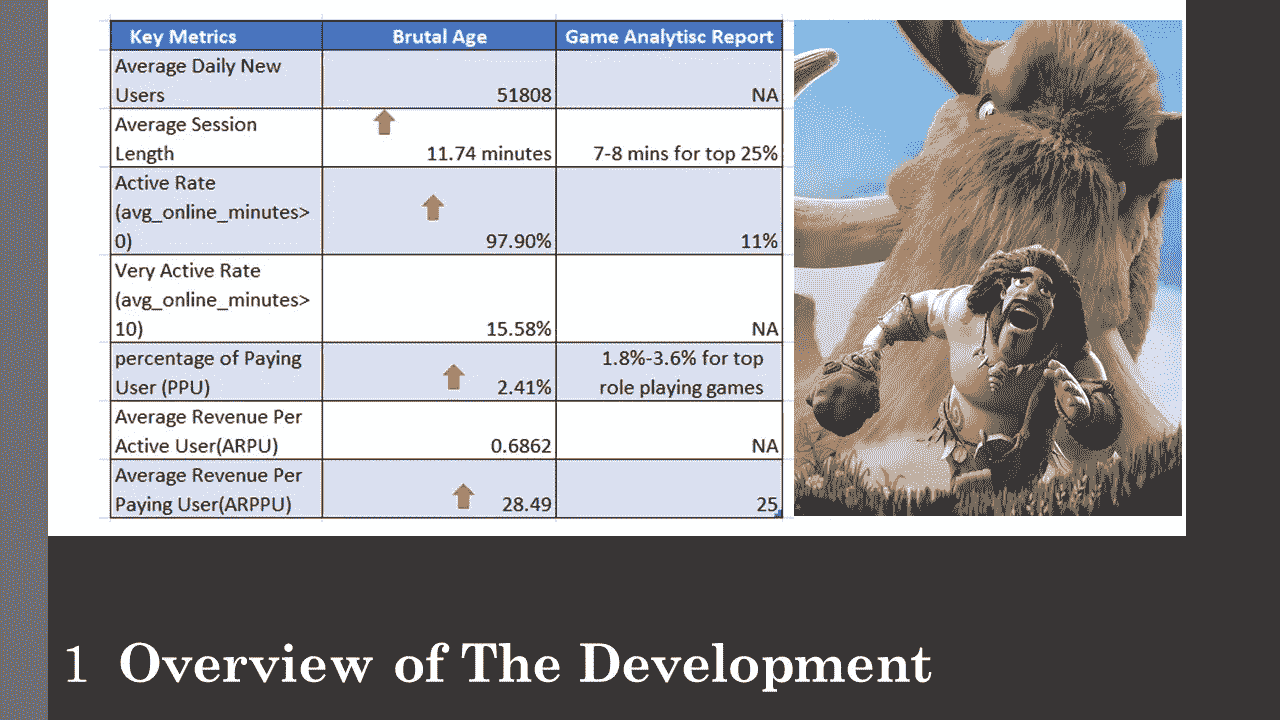 Key Metrics Brutal Age Game Analytisc Report
Average Daily New
Users 51808 NA
Average Session
Length 11.74 minutes 7-8 mins for top 25%
Active Rate
(avg_online_minutes>
0) 97.90% 11%
Very Active Rate
(avg_online_minutes>
10) 15.58% NA
percentage of Paying 1.8%-3.6% for top
User (PPU) 2.41% role playing games
Average Revenue Per
Active User(ARPU) 0.6862 NA
Average Revenue Per
Paying User(ARPPU) 28.49 25
1 Overview of The Development